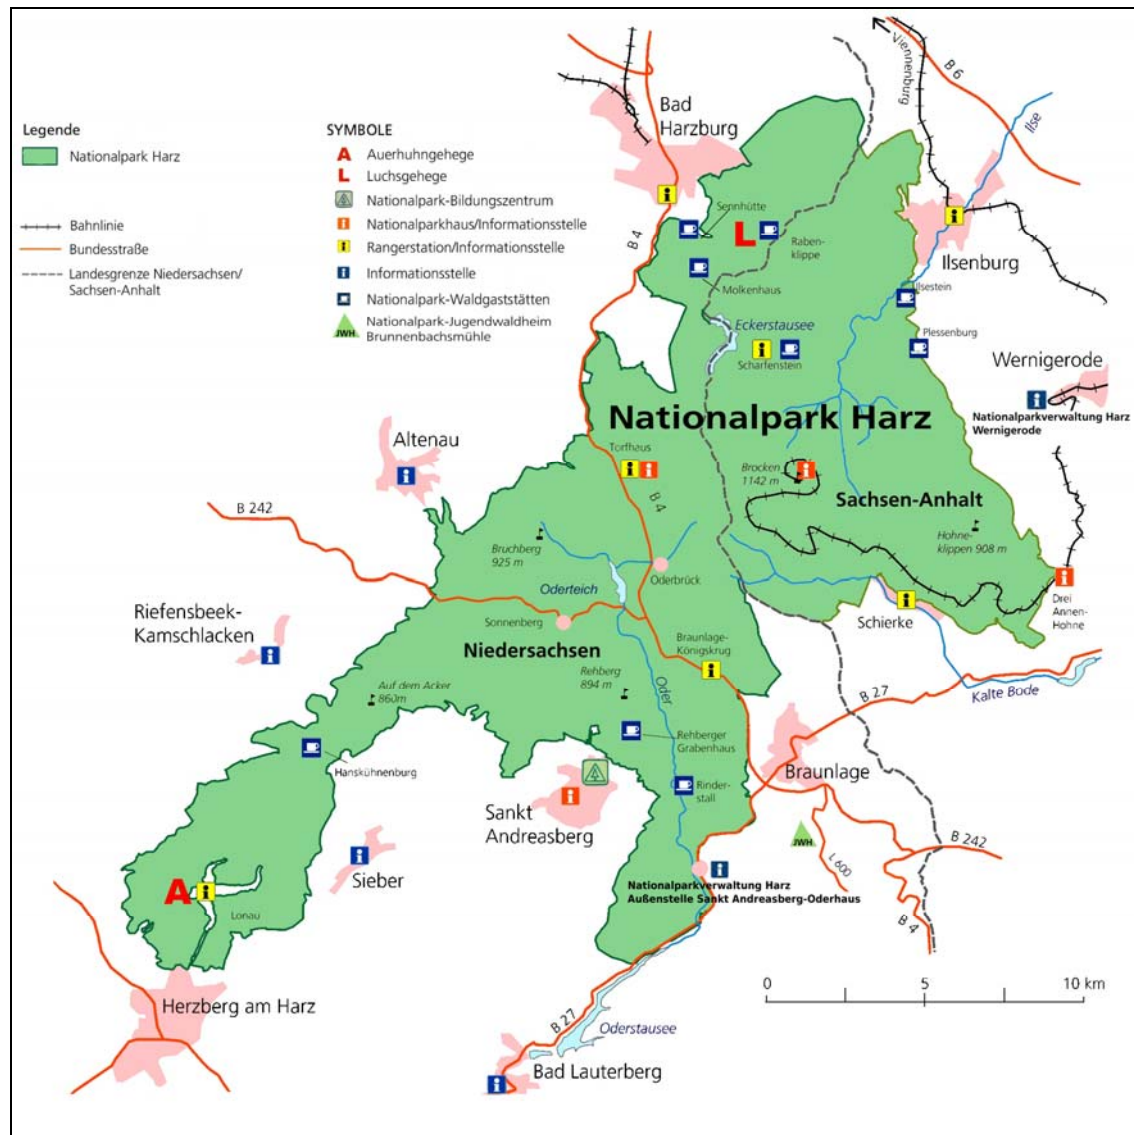 Legende
Nationalpark Harz
Bahnlinie
Bundesstraße
Landesgrenze Niedersachsen/
Sachsen-Anhalt
SYMBOLE
A Auerhuhngehege
L Luchsgehege
Nationalpark-Bildungszentrum
Nationalparkhaus/Informationsstelle
Rangerstation/Informationsstelle
Informationsstelle
Nationalpark-Waldgaststätten
JWH
Nationalpark-Jugendwaldheim
Brunnenbachsmühle
Viennenburg
B 6
Ilse
Bad
Harzburg
B 4
Sennhütte
L
Raben-
klippe
Molkenhaus
Ilsenburg
Ilsestein
Plessenburg
Eckerstausee
Scharfenstein
Wernigerode
Nationalparkverwaltung Harz
Wernigerode
Nationalpark Harz
Altenau
Torfhaus
B 4
Brocken
1142 m
Sachsen-Anhalt
Hohne-
klippen 908 m
B 242
Bruchberg
925 m
Oderteich
Oderbrück
Drei
Annen-
Hohne
Riefensbeek-
Kamschlacken
Sonnenberg
Niedersachsen
Braunlage-
Königskrug
Schierke
Auf dem Acker
860m
Rehberg
894 m
Oder
B 27
Kalte Bode
Rehberger
Grabenhaus
Hanskühnenburg
Braunlage
Rinder-
stall
Sankt
Andreasberg
JWH
L 600
B 242
Sieber
Nationalparkverwaltung Harz
Außenstelle Sankt Andreasberg-Oderhaus
A
Lonau
B 4
Herzberg am Harz
0 5 10 km
B 27
Oderstausee
Bad Lauterberg